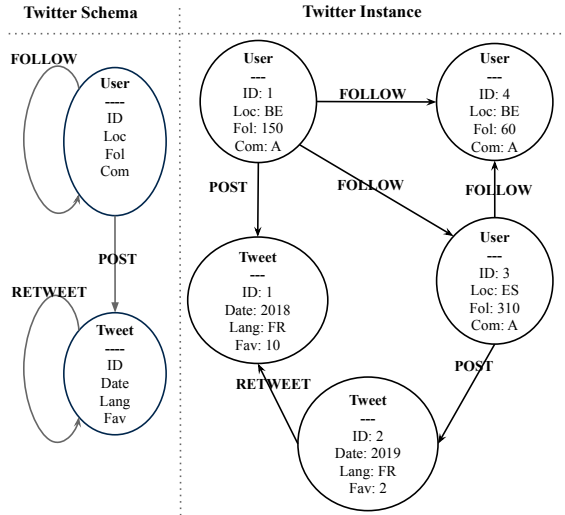 Twitter Schema
Twitter Instance
FOLLOW
User
----
ID
Loc
Fol
Com
POST
RETWEET
Tweet
----
ID
Date
Lang
Fav
User
---
ID: 1
Loc: BE
Fol: 150
Com: A
FOLLOW
User
---
ID: 4
Loc: BE
Fol: 60
Com: A
POST
FOLLOW
FOLLOW
Tweet
---
ID: 1
Date: 2018
Lang: FR
Fav: 10
User
---
ID: 3
Loc: ES
Fol: 310
Com: A
RETWEET
POST
Tweet
---
ID: 2
Date: 2019
Lang: FR
Fav: 2